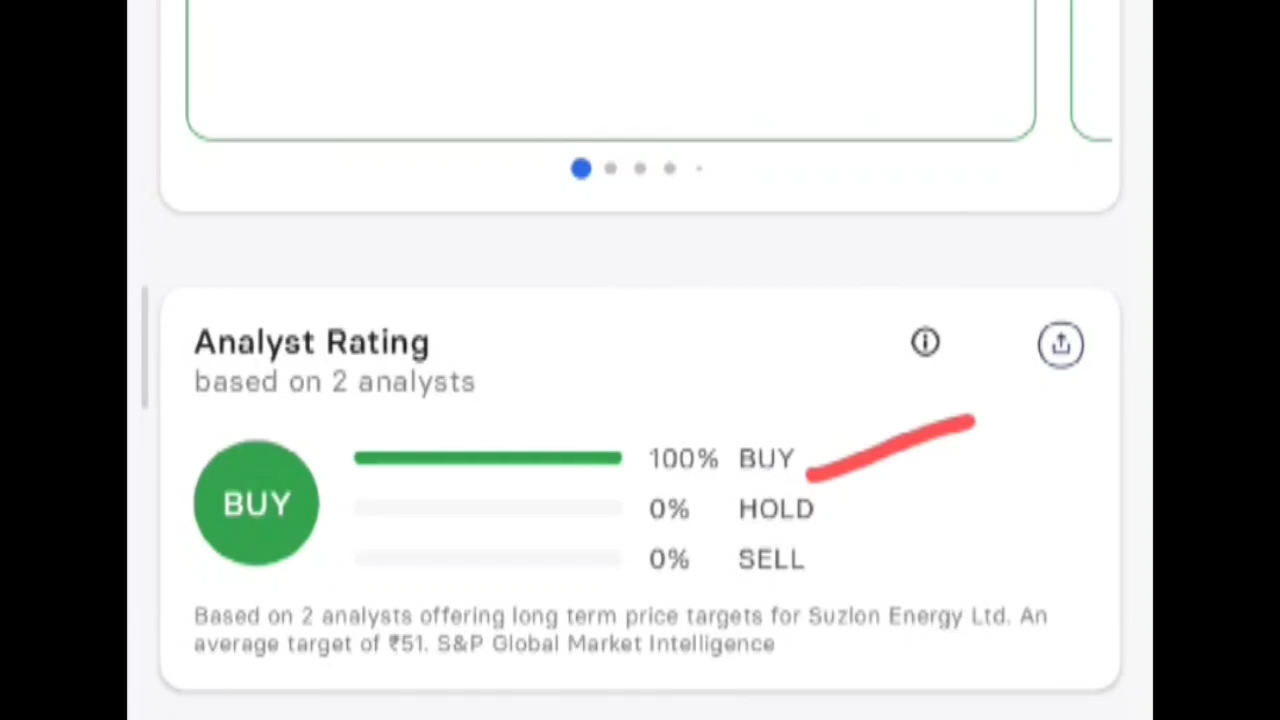 Analyst Rating
based on 2 analysts
BUY
100% BUY
0% HOLD
0% SELL
Based on 2 analysts offering long term price targets for Suzlon Energy Ltd. An
average target of ₹51. S&P Global Market Intelligence